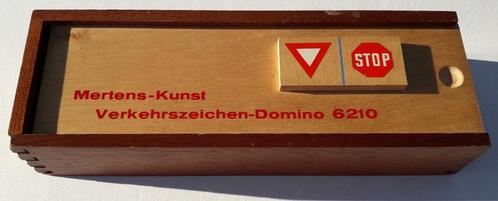 STOP
Mertens-Kunst
Verkehrszeichen-Domino 6210